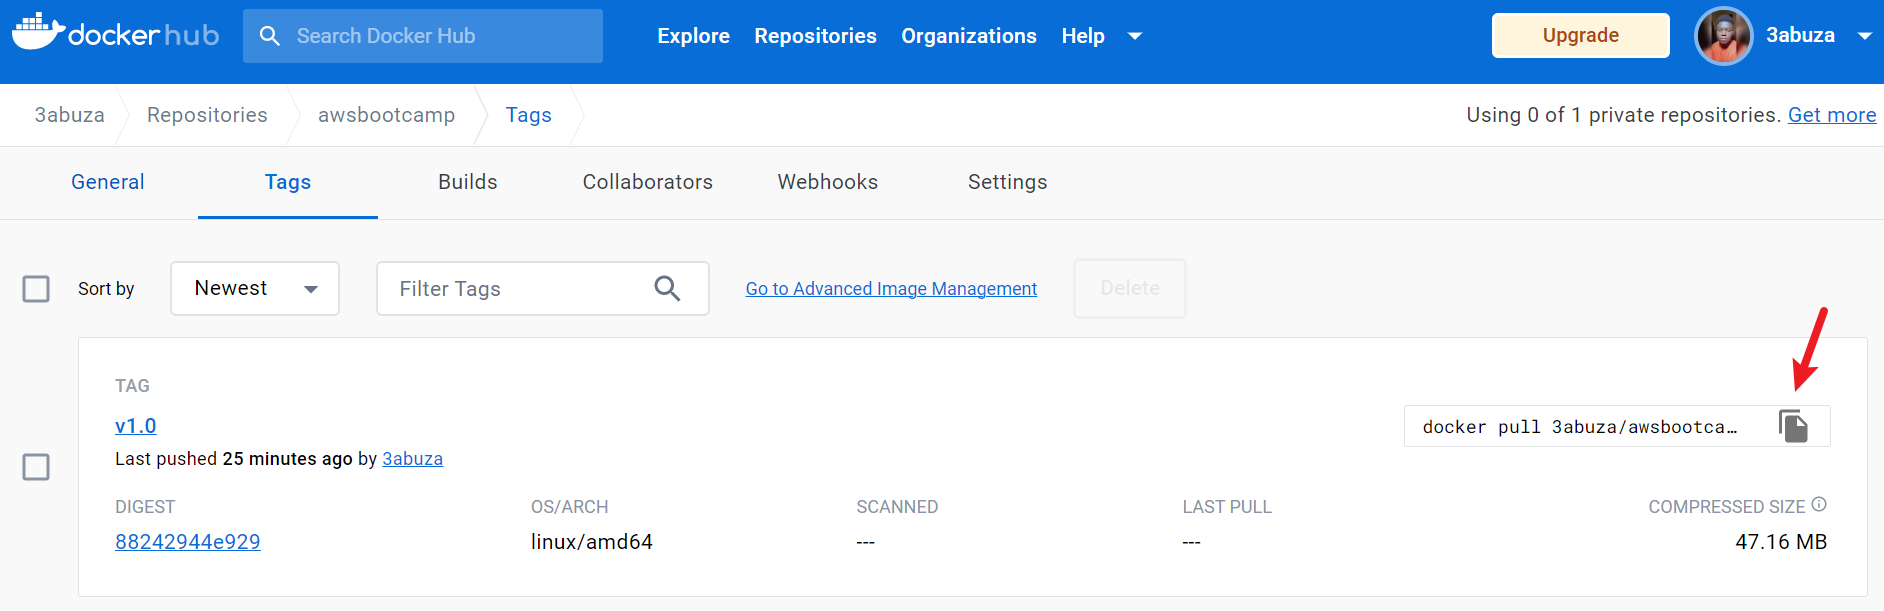 docker hub Search Docker Hub Explore Repositories Organizations Help Upgrade 3abuza
3abuza Repositories awsbootcamp Tags Using 0 of 1 private repositories. Get more
General Tags Builds Collaborators Webhooks Settings
Sort by Newest Filter Tags Go to Advanced Image Management Delete
TAG
v1.0
docker pull 3abuza/awsbootca…
Last pushed 25 minutes ago by 3abuza
DIGEST OS/ARCH SCANNED LAST PULL COMPRESSED SIZE
88242944e929 linux/amd64 --- --- 47.16 MB